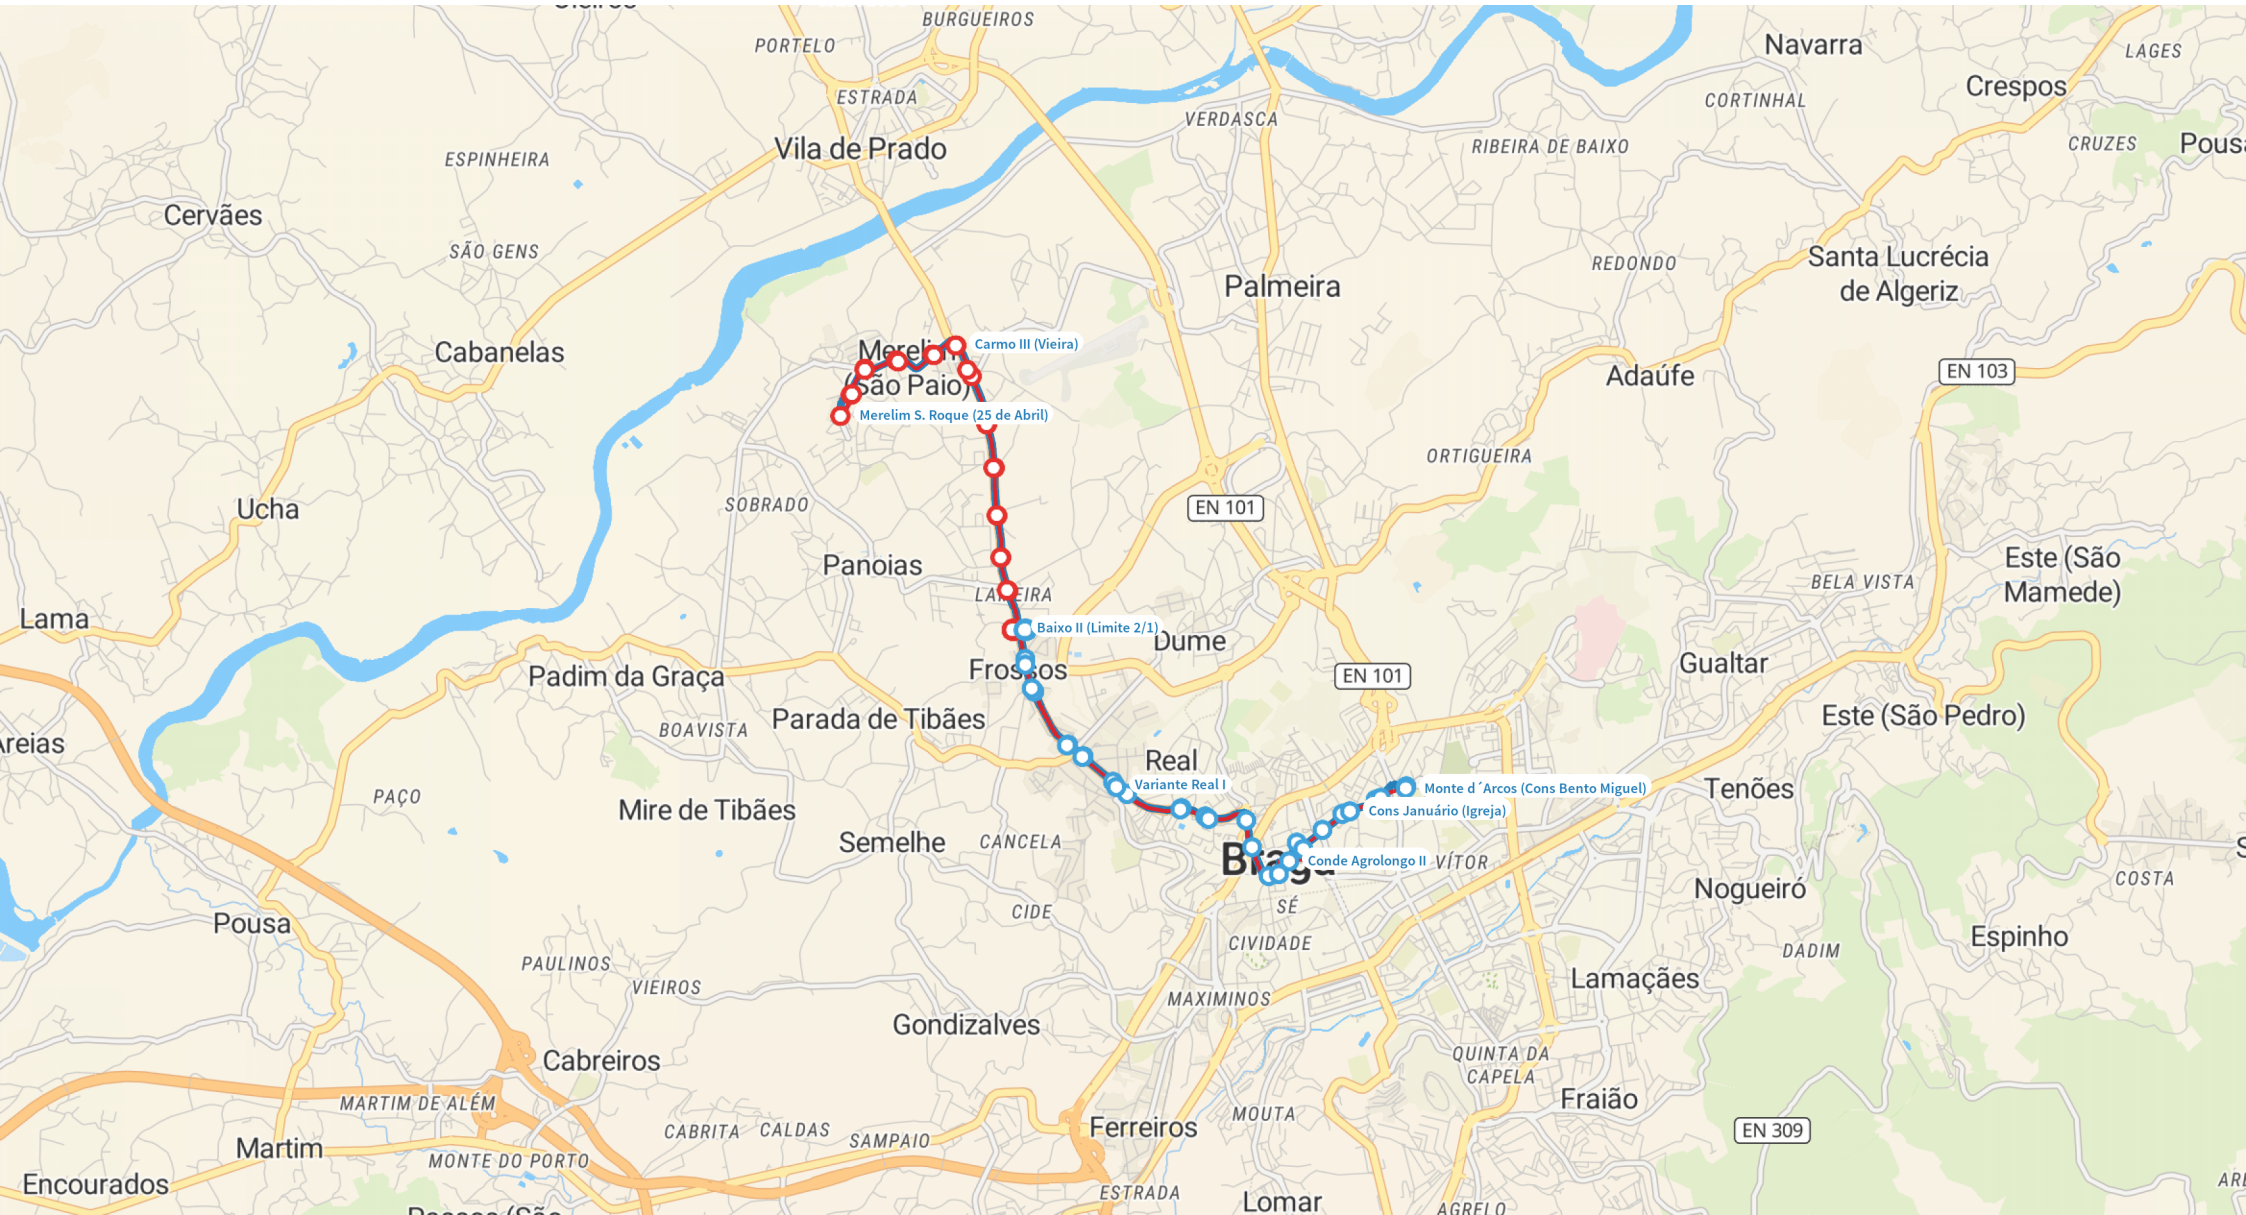 BURGUEIROS
PORTELO
Navarra
LAGES
Crespos
ESTRADA
CORTINHAL
VERDASCA
CRUZES
RIBEIRA DE BAIXO
Vila de Prado
ESPINHEIRA
Cervães
SÃO GENS
REDONDO
Santa Lucrécia
de Algeriz
Palmeira
Carmo III (Vieira)
Cabanelas
Merelim
(São Paio)
EN 103
Adaúfe
Merelim S. Roque (25 de Abril)
ORTIGUEIRA
SOBRADO
EN 101
Ucha
Panoias
Este (São
Mamede)
BELA VISTA
LAMEIRA
Lama
Baixo II (Limite 2/1)
Dume
Frossos
Gualtar
Padim da Graça
EN 101
Parada de Tibães
Este (São Pedro)
BOAVISTA
Areias
Real
Variante Real I
Monte d´Arcos (Cons Bento Miguel)
Tenões
PAÇO
Mire de Tibães
Cons Januário (Igreja)
Semelhe
CANCELA
Braga
Conde Agrolongo II
VÍTOR
COSTA
Nogueiró
SÉ
CIDE
Pousa
CIVIDADE
Espinho
DADIM
PAULINOS
VIEIROS
Lamaçães
MAXIMINOS
Gondizalves
Cabreiros
QUINTA DA
CAPELA
MARTIM DE ALÉM
Fraião
MOUTA
Ferreiros
EN 309
CABRITA
CALDAS
SAMPAIO
Martim
MONTE DO PORTO
Encourados
ESTRADA
Lomar
AGRELO